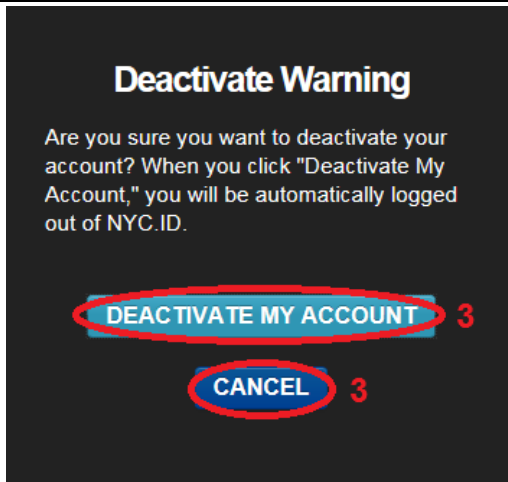 Deactivate Warning
Are you sure you want to deactivate your
account? When you click "Deactivate My
Account," you will be automatically logged
out of NYC.ID.
DEACTIVATE MY ACCOUNT 3
CANCEL 3